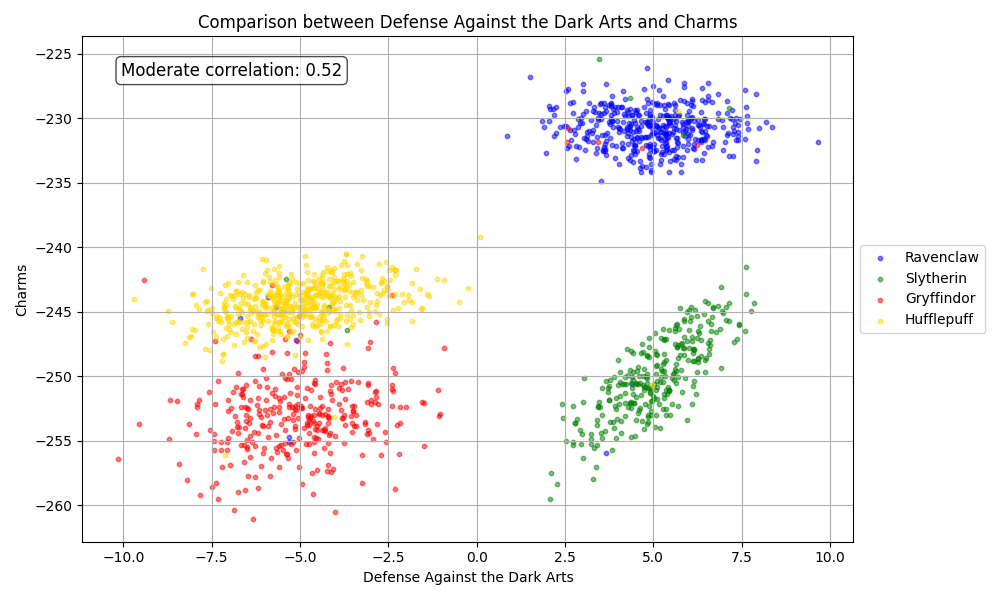 Comparison between Defense Against the Dark Arts and Charms
Moderate correlation: 0.52
Charms
−225
−230
−235
−240
−245
−250
−255
−260
−10.0 −7.5 −5.0 −2.5 0.0 2.5 5.0 7.5 10.0
Defense Against the Dark Arts
Ravenclaw
Slytherin
Gryffindor
Hufflepuff